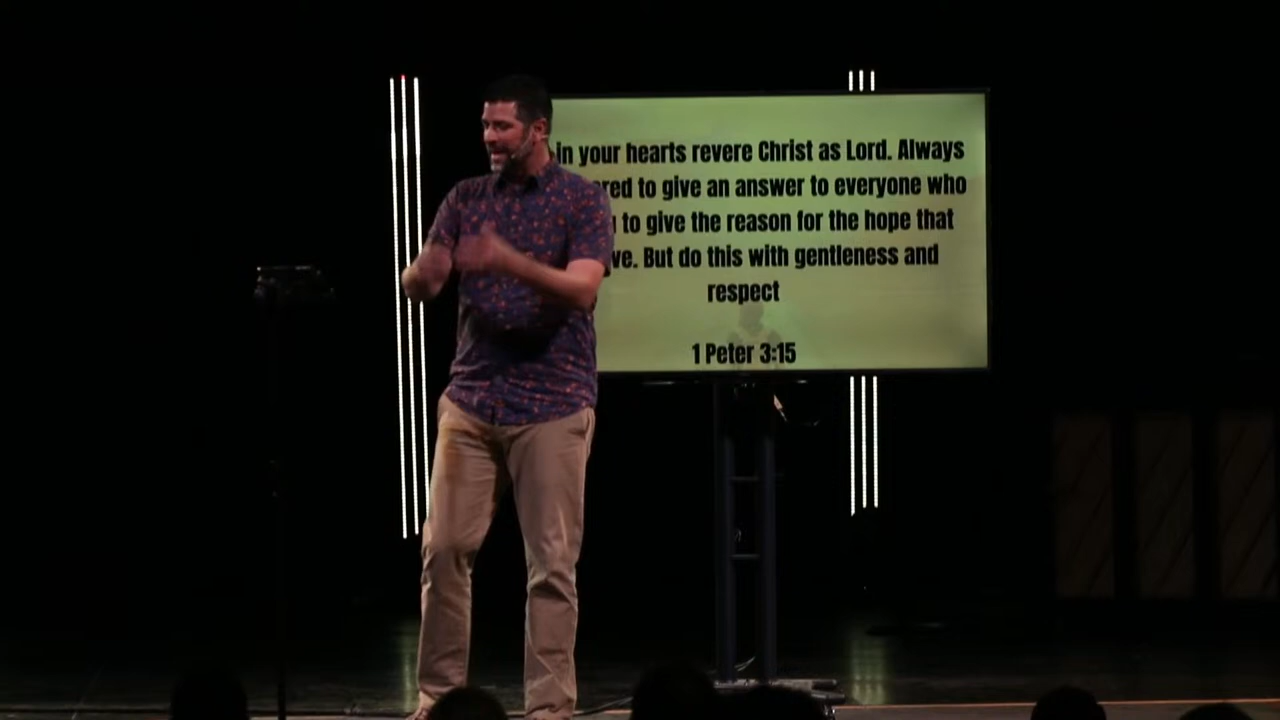 in your hearts revere Christ as Lord. Always
to give an answer to everyone who
to give the reason for the hope that
But do this with gentleness and
respect
1 Peter 3:15